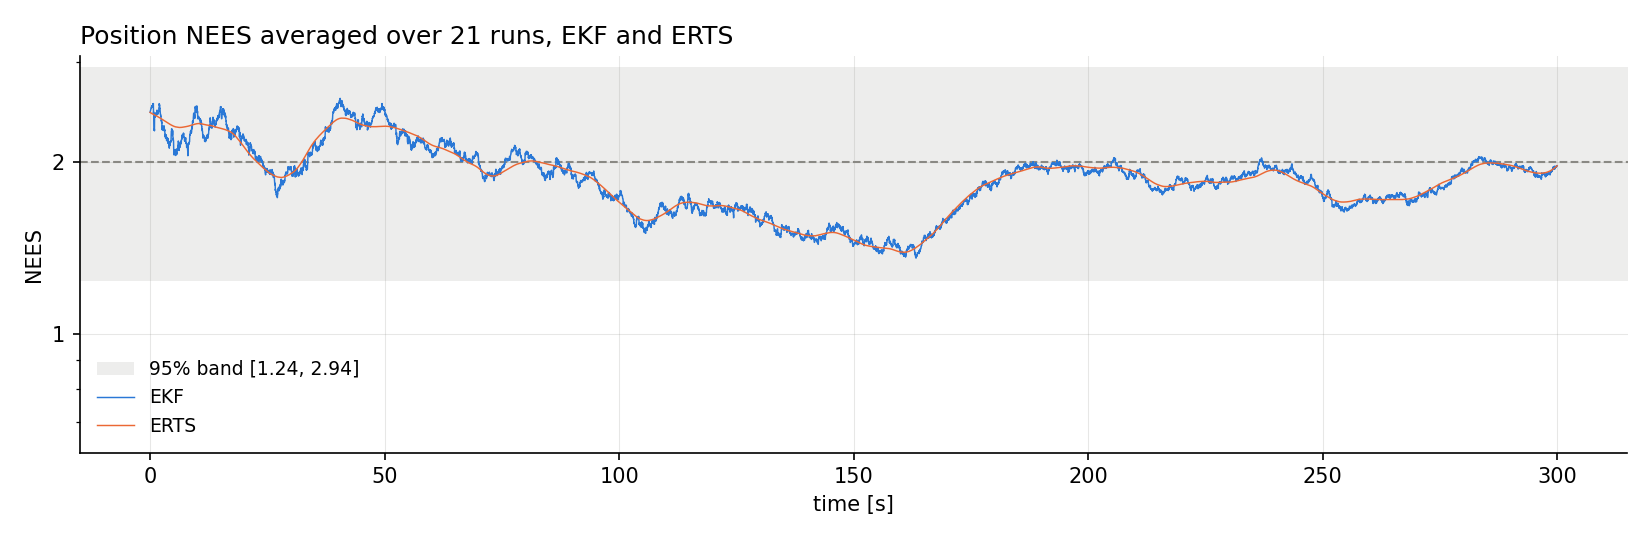 Position NEES averaged over 21 runs, EKF and ERTS
NEES
2
1
95% band [1.24, 2.94]
EKF
ERTS
0 50 100 150 200 250 300
time [s]